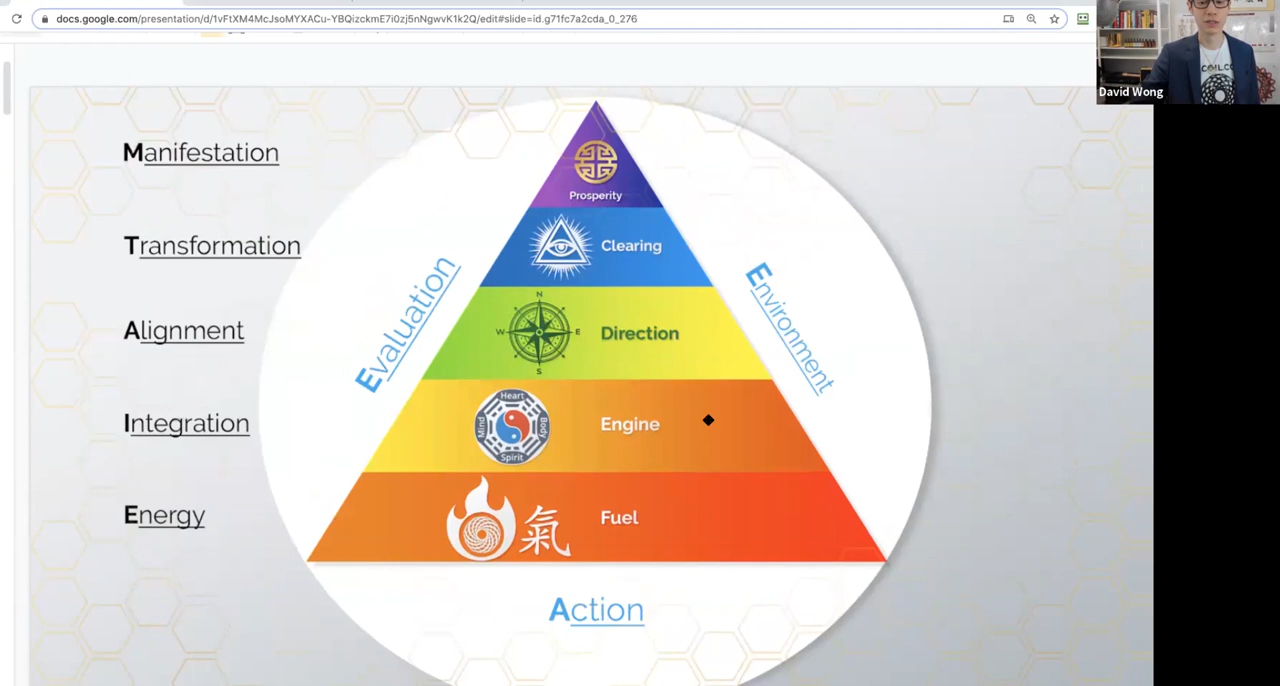 docs.google.com/presentation/d/1vFtXM4McJsoMYXACu-YBQizckmE7i0zj5nNgwvK1k2Q/edit#slide=id.g71fc7a2cda_0_276
David Wong
Manifestation
Transformation
Alignment
Integration
Energy
Prosperity
Clearing
N
W
E
S
Direction
Heart
Mind
Body
Spirit
Engine
氣
Fuel
Evaluation
Environment
Action